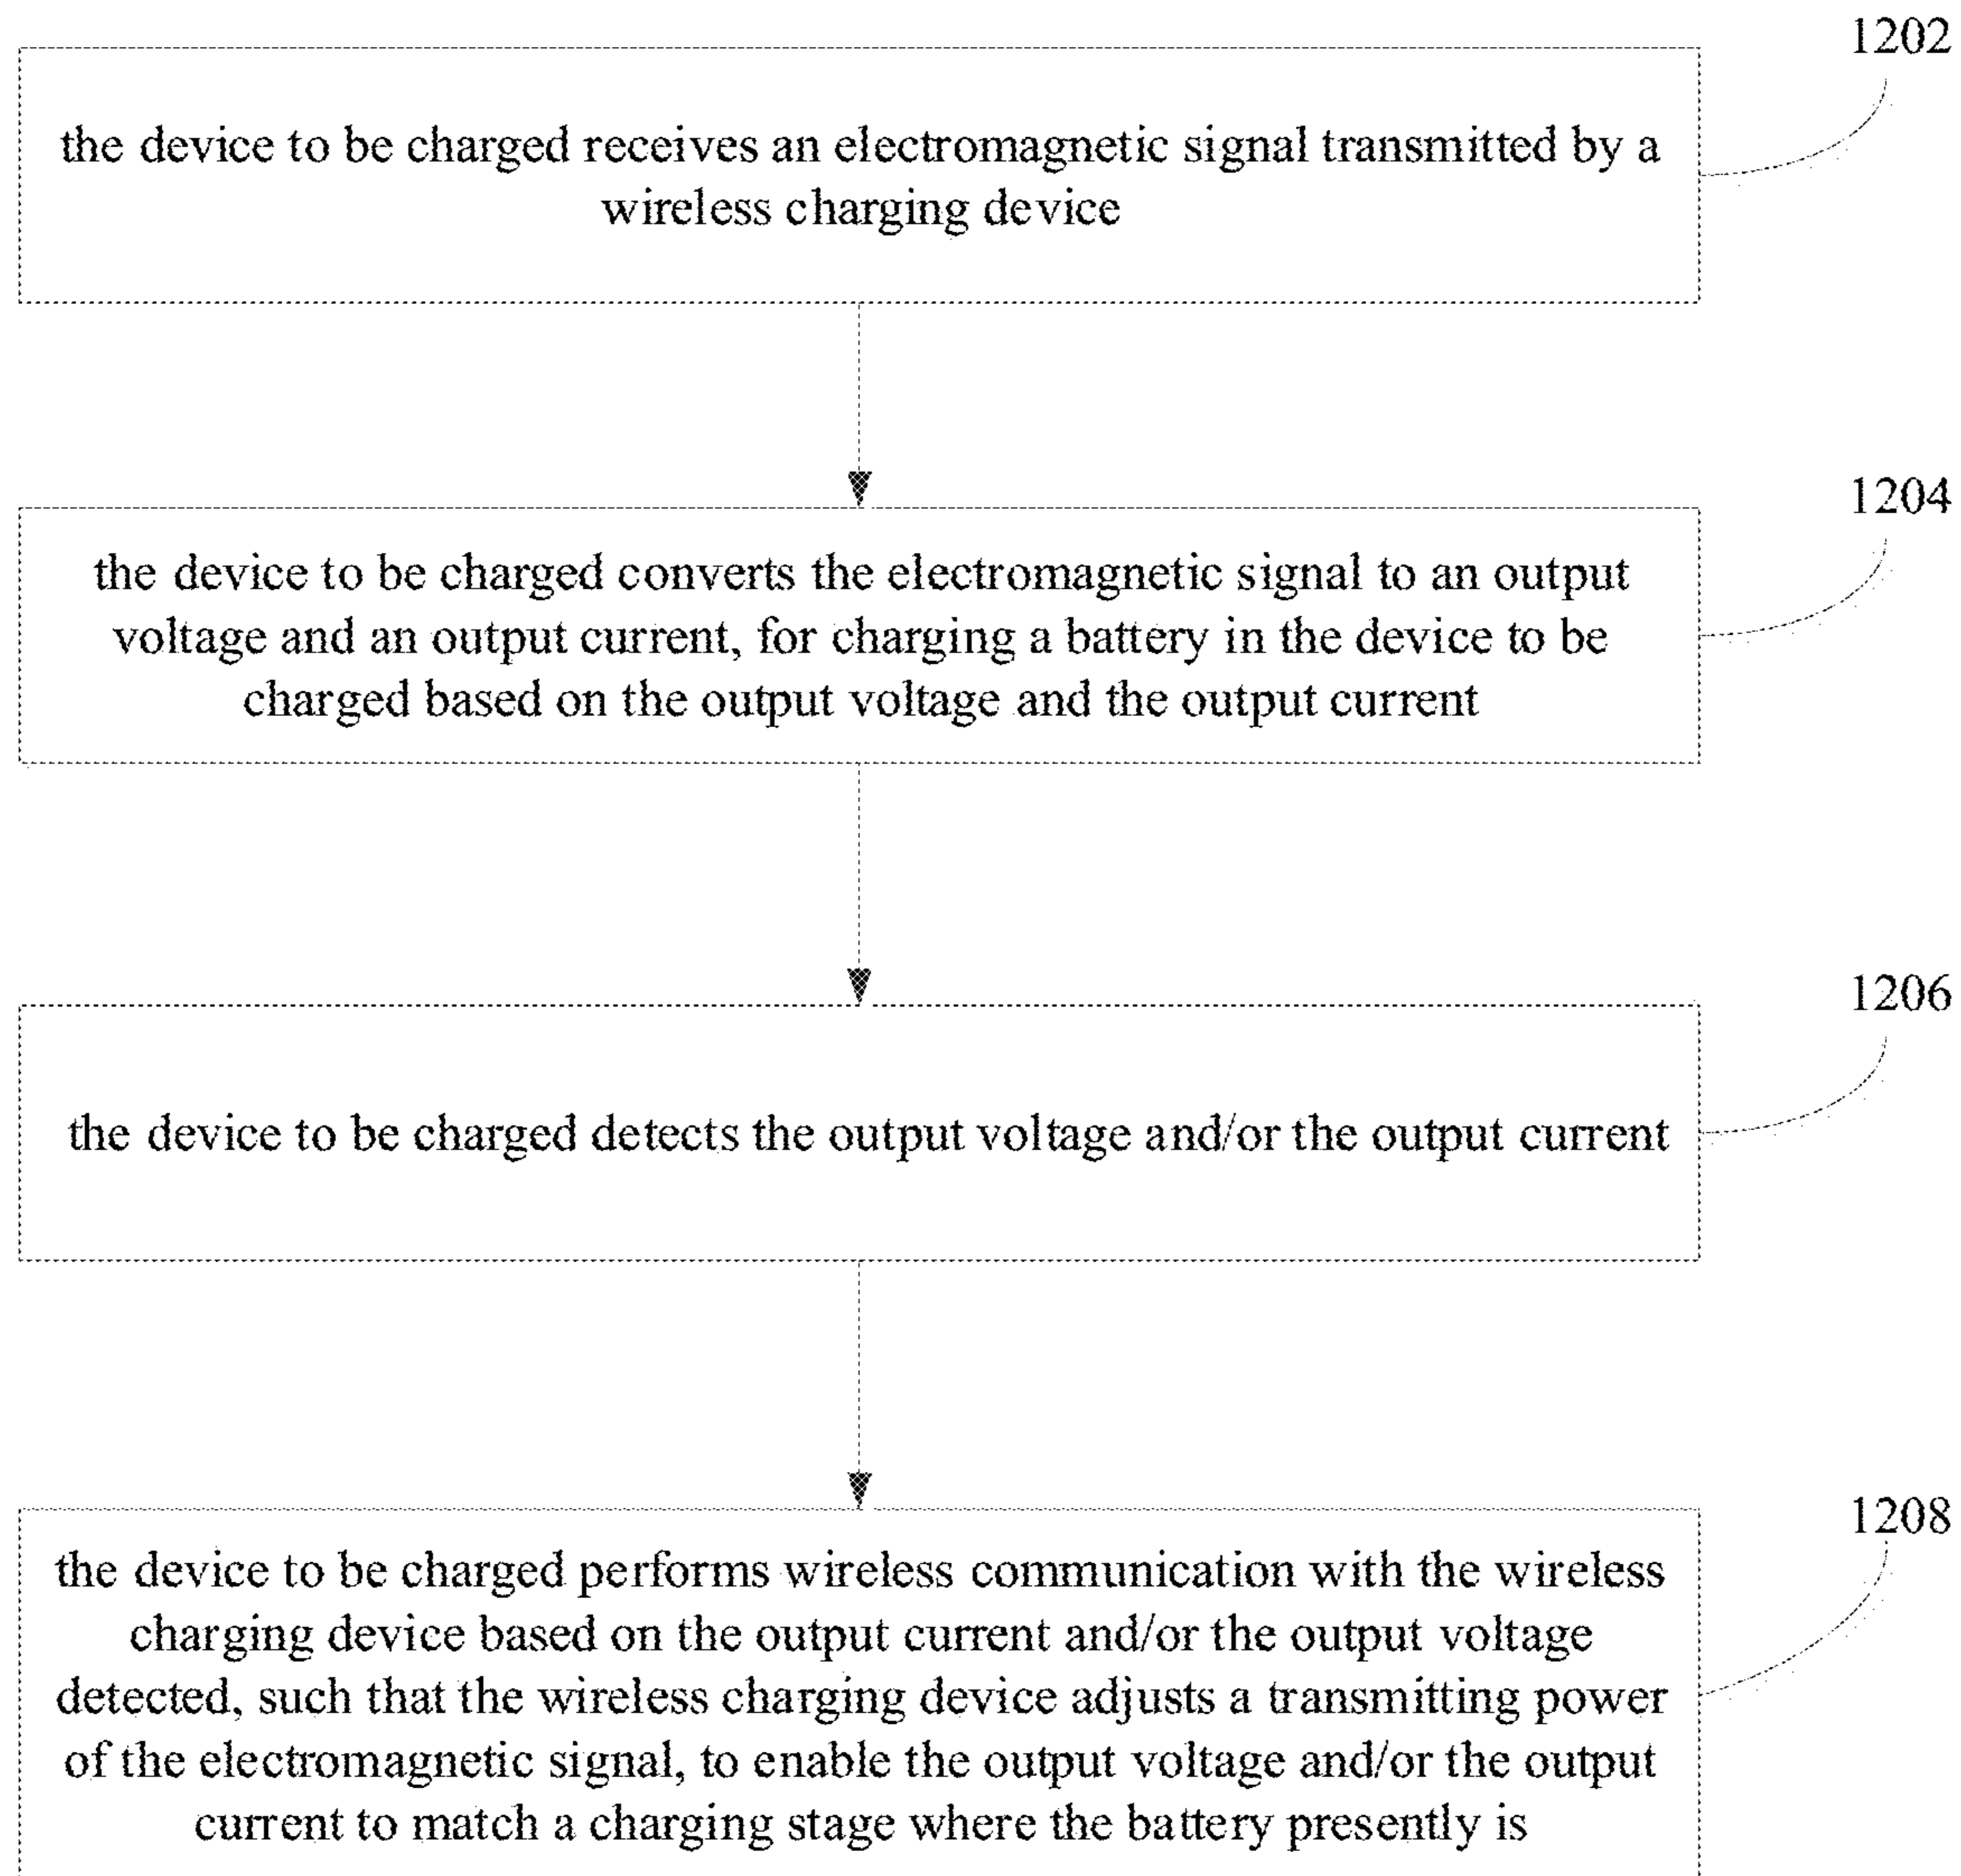 1202
the device to be charged receives an electromagnetic signal transmitted by a
wireless charging device
1204
the device to be charged converts the electromagnetic signal to an output
voltage and an output current, for charging a battery in the device to be
charged based on the output voltage and the output current
1206
the device to be charged detects the output voltage and/or the output current
1208
the device to be charged performs wireless communication with the wireless
charging device based on the output current and/or the output voltage
detected, such that the wireless charging device adjusts a transmitting power
of the electromagnetic signal, to enable the output voltage and/or the output
current to match a charging stage where the battery presently is